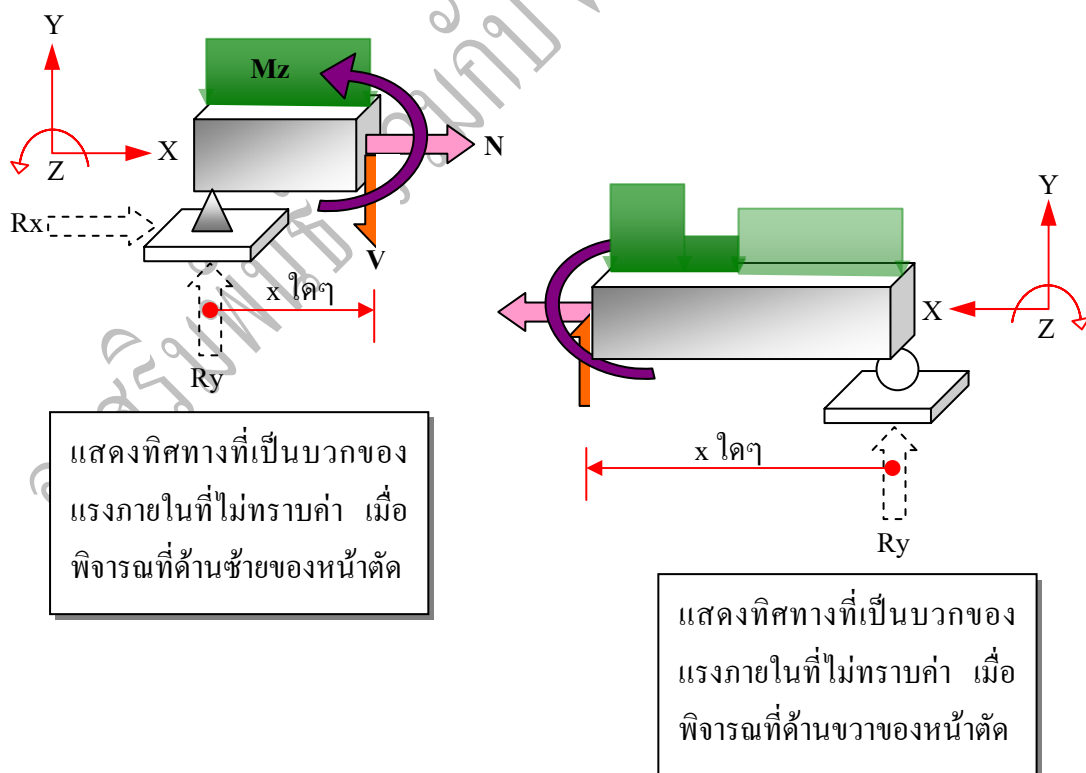 Y
Mz
X
N
Z
Rx
V
x ใดๆ
Ry
Y
X
Z
x ใดๆ
Ry
แสดงทิศทางที่เป็นบวกของ
แรงภายในที่ไม่ทราบค่า เมื่อ
พิจารณที่ด้านซ้ายของหน้าตัด
แสดงทิศทางที่เป็นบวกของ
แรงภายในที่ไม่ทราบค่า เมื่อ
พิจารณที่ด้านขวาของหน้าตัด